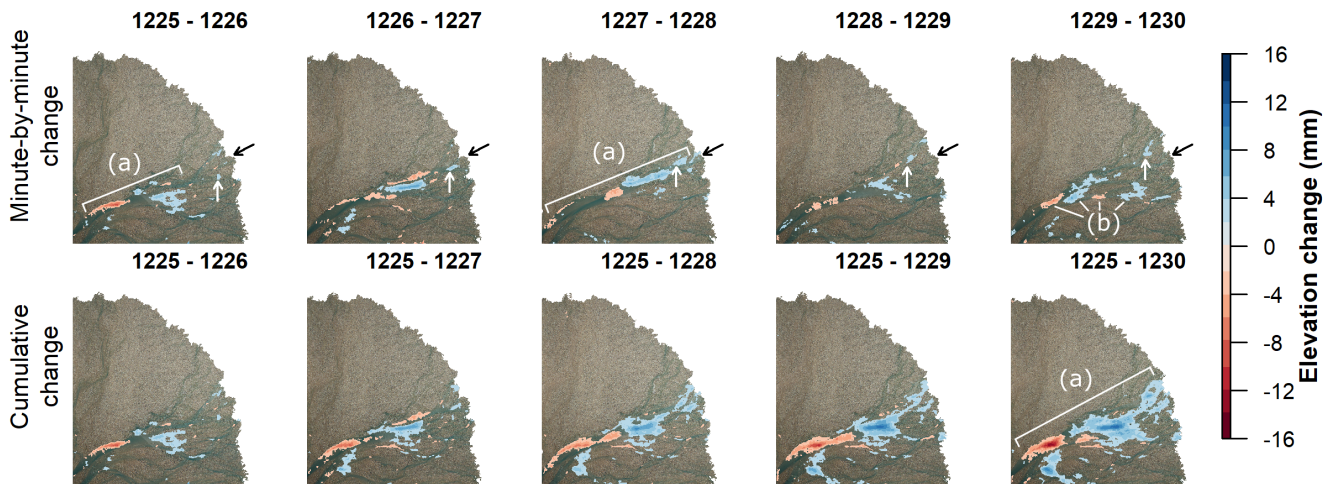 1225 - 1226
1226 - 1227
1227 - 1228
1228 - 1229
1229 - 1230
Minute-by-minute
change
(a)
(a)
(b)
1225 - 1226
1225 - 1227
1225 - 1228
1225 - 1229
1225 - 1230
Cumulative
change
(a)
16
12
8
4
0
-4
-8
-12
-16
Elevation change (mm)